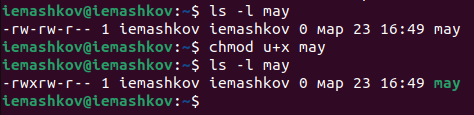 iemashkov@iemashkov:~$ ls -l may
-rw-rw-r-- 1 iemashkov iemashkov 0 мар 23 16:49 may
iemashkov@iemashkov:~$ chmod u+x may
iemashkov@iemashkov:~$ ls -l may
-rwxrw-r-- 1 iemashkov iemashkov 0 мар 23 16:49 may
iemashkov@iemashkov:~$